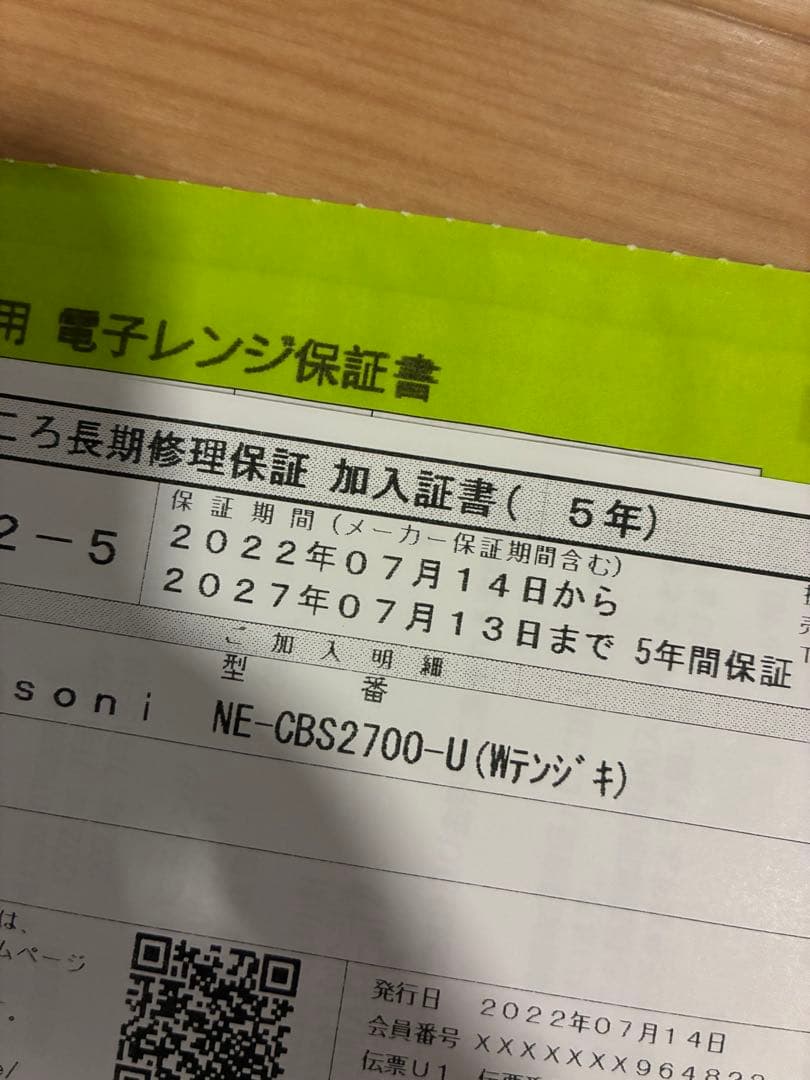 用 電子レンジ保証書
ころ長期修理保証 加入証書( 5年)
2-5
保証期間(メーカー保証期間含む)
2022年07月14日から
2027年07月13日まで 5年間保証
ご加入明細
型 番
soni NE-CBS2700-U(Wテンジキ)
は、
ムページ
発行日 2022年07月14日
会員番号 XXXXXXX964823
伝票U1